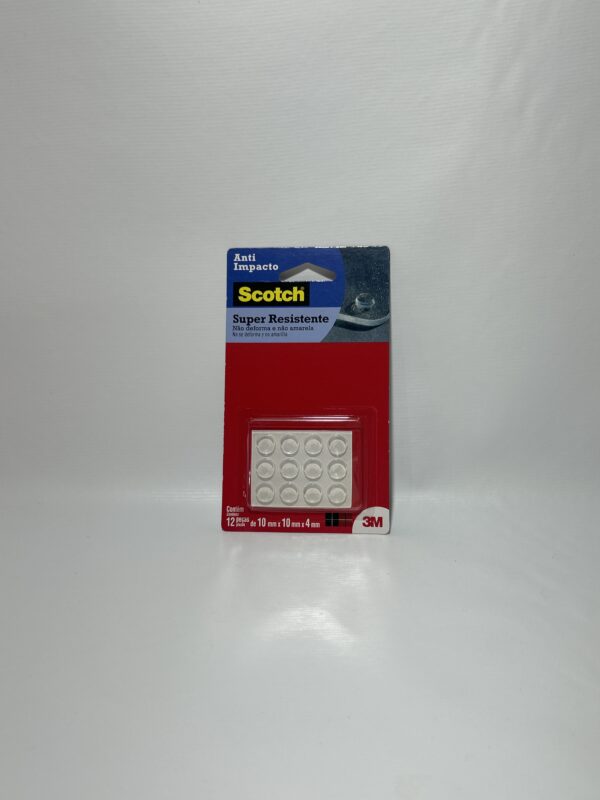 Anti
Impacto
Scotch
Super Resistente
Não deforma e não amarela
No se deforma y no amarilla
Contém
12 peças de 10 mm x 10 mm x 4 mm
3M